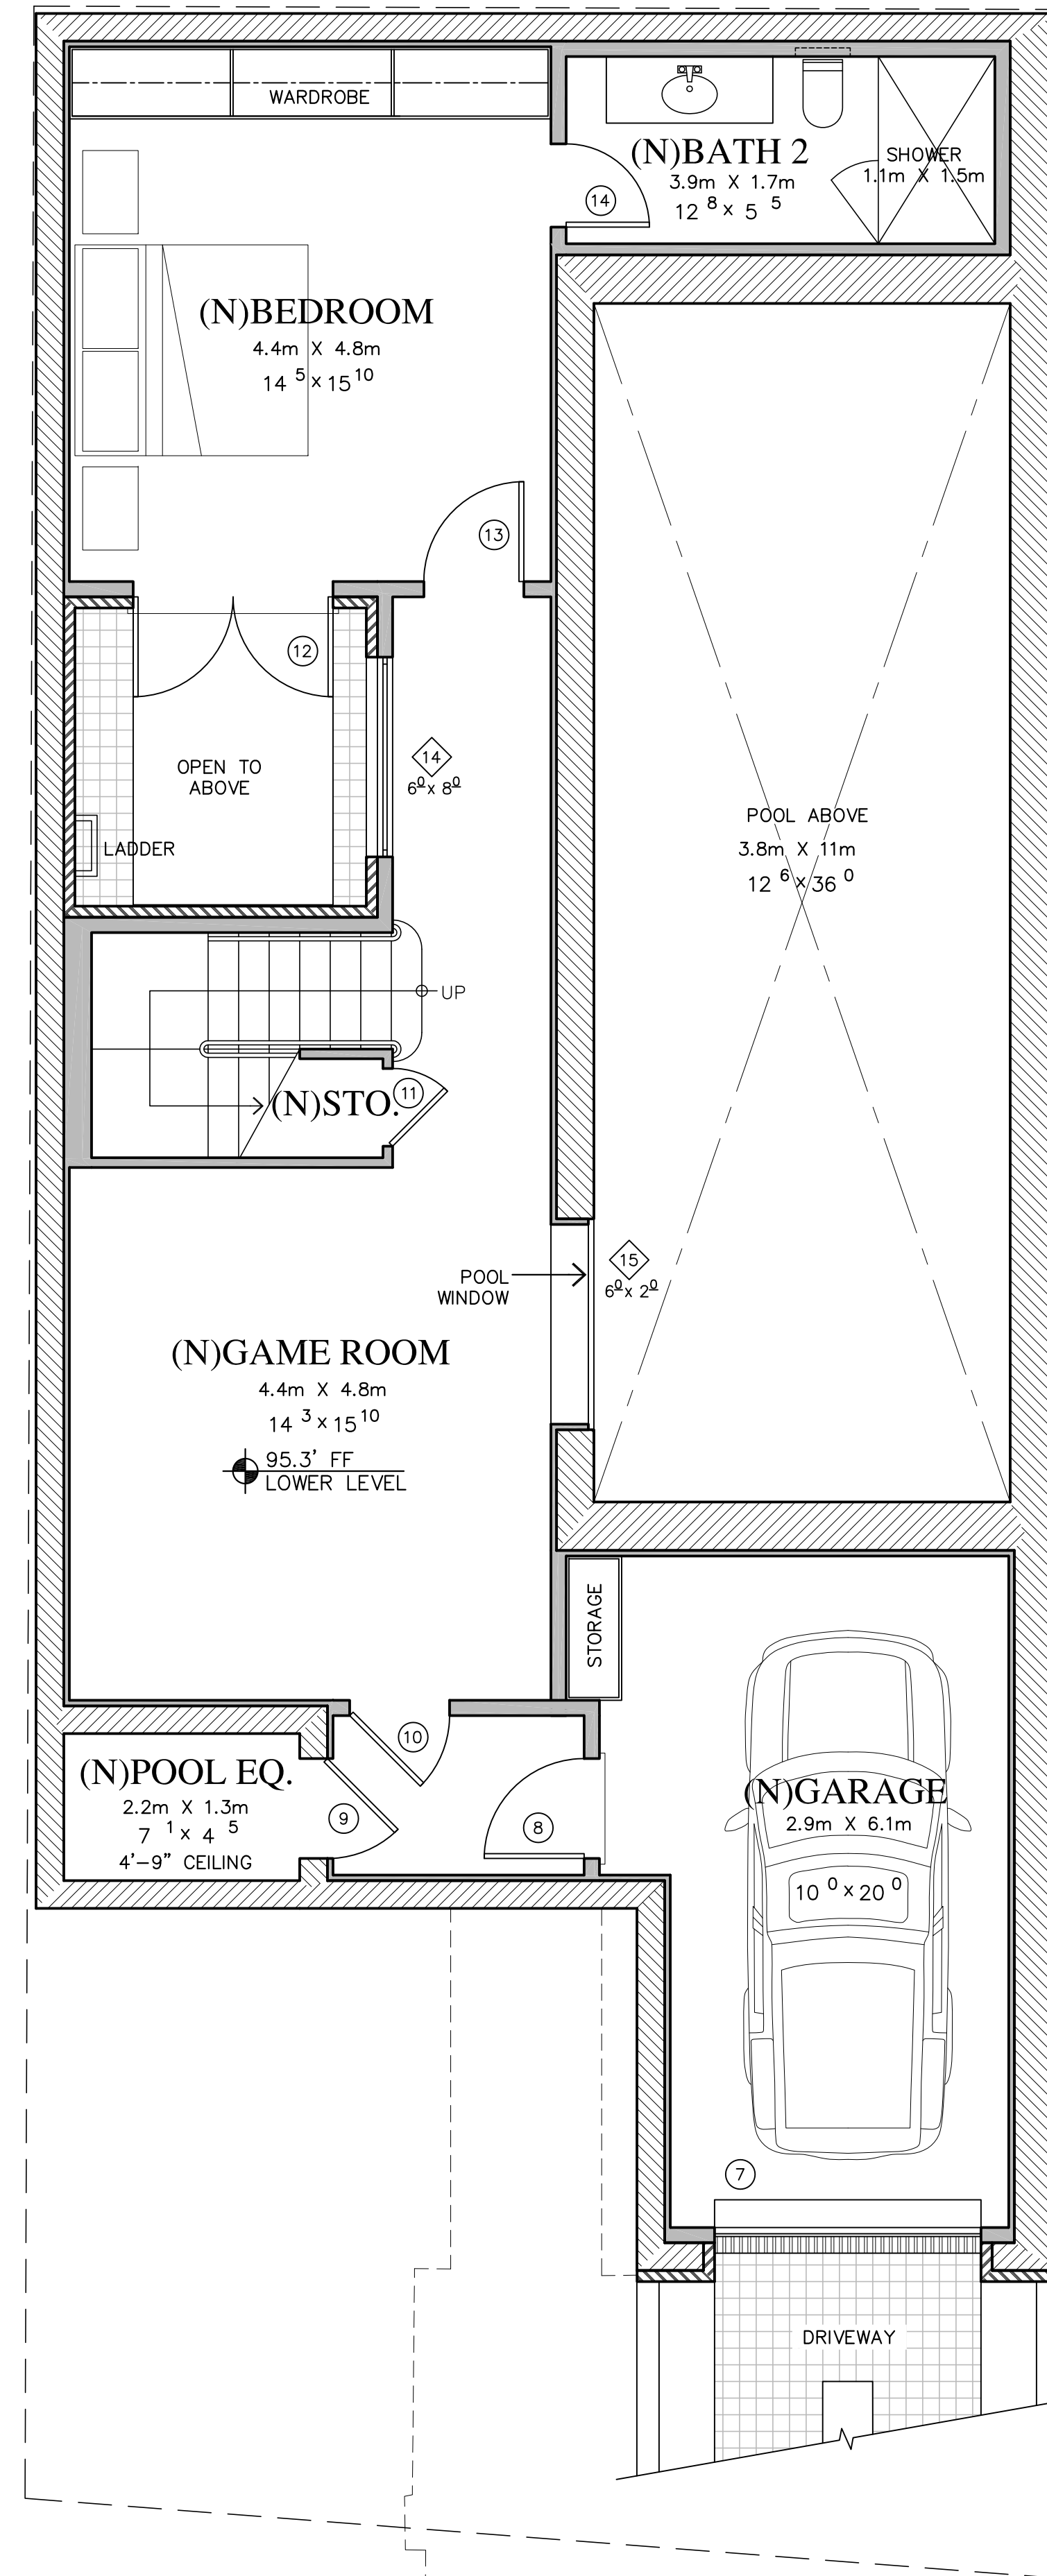 WARDROBE
(N)BATH 2
3.9m X 1.7m
12 8 x 5 5
SHOWER
1.1m X 1.5m
14
(N)BEDROOM
4.4m X 4.8m
14 5 x 15 10
13
12
OPEN TO
ABOVE
LADDER
14
6 0 x 8 0
POOL ABOVE
3.8m X 11m
12 6 x 36 0
UP
(N)STO.
11
POOL
WINDOW
15
6 0 x 2 0
(N)GAME ROOM
4.4m X 4.8m
14 3 x 15 10
95.3' FF
LOWER LEVEL
STORAGE
10
(N)POOL EQ.
2.2m X 1.3m
7 1 x 4 5
4'-9" CEILING
9
8
(N)GARAGE
2.9m X 6.1m
10 0 x 20 0
7
DRIVEWAY